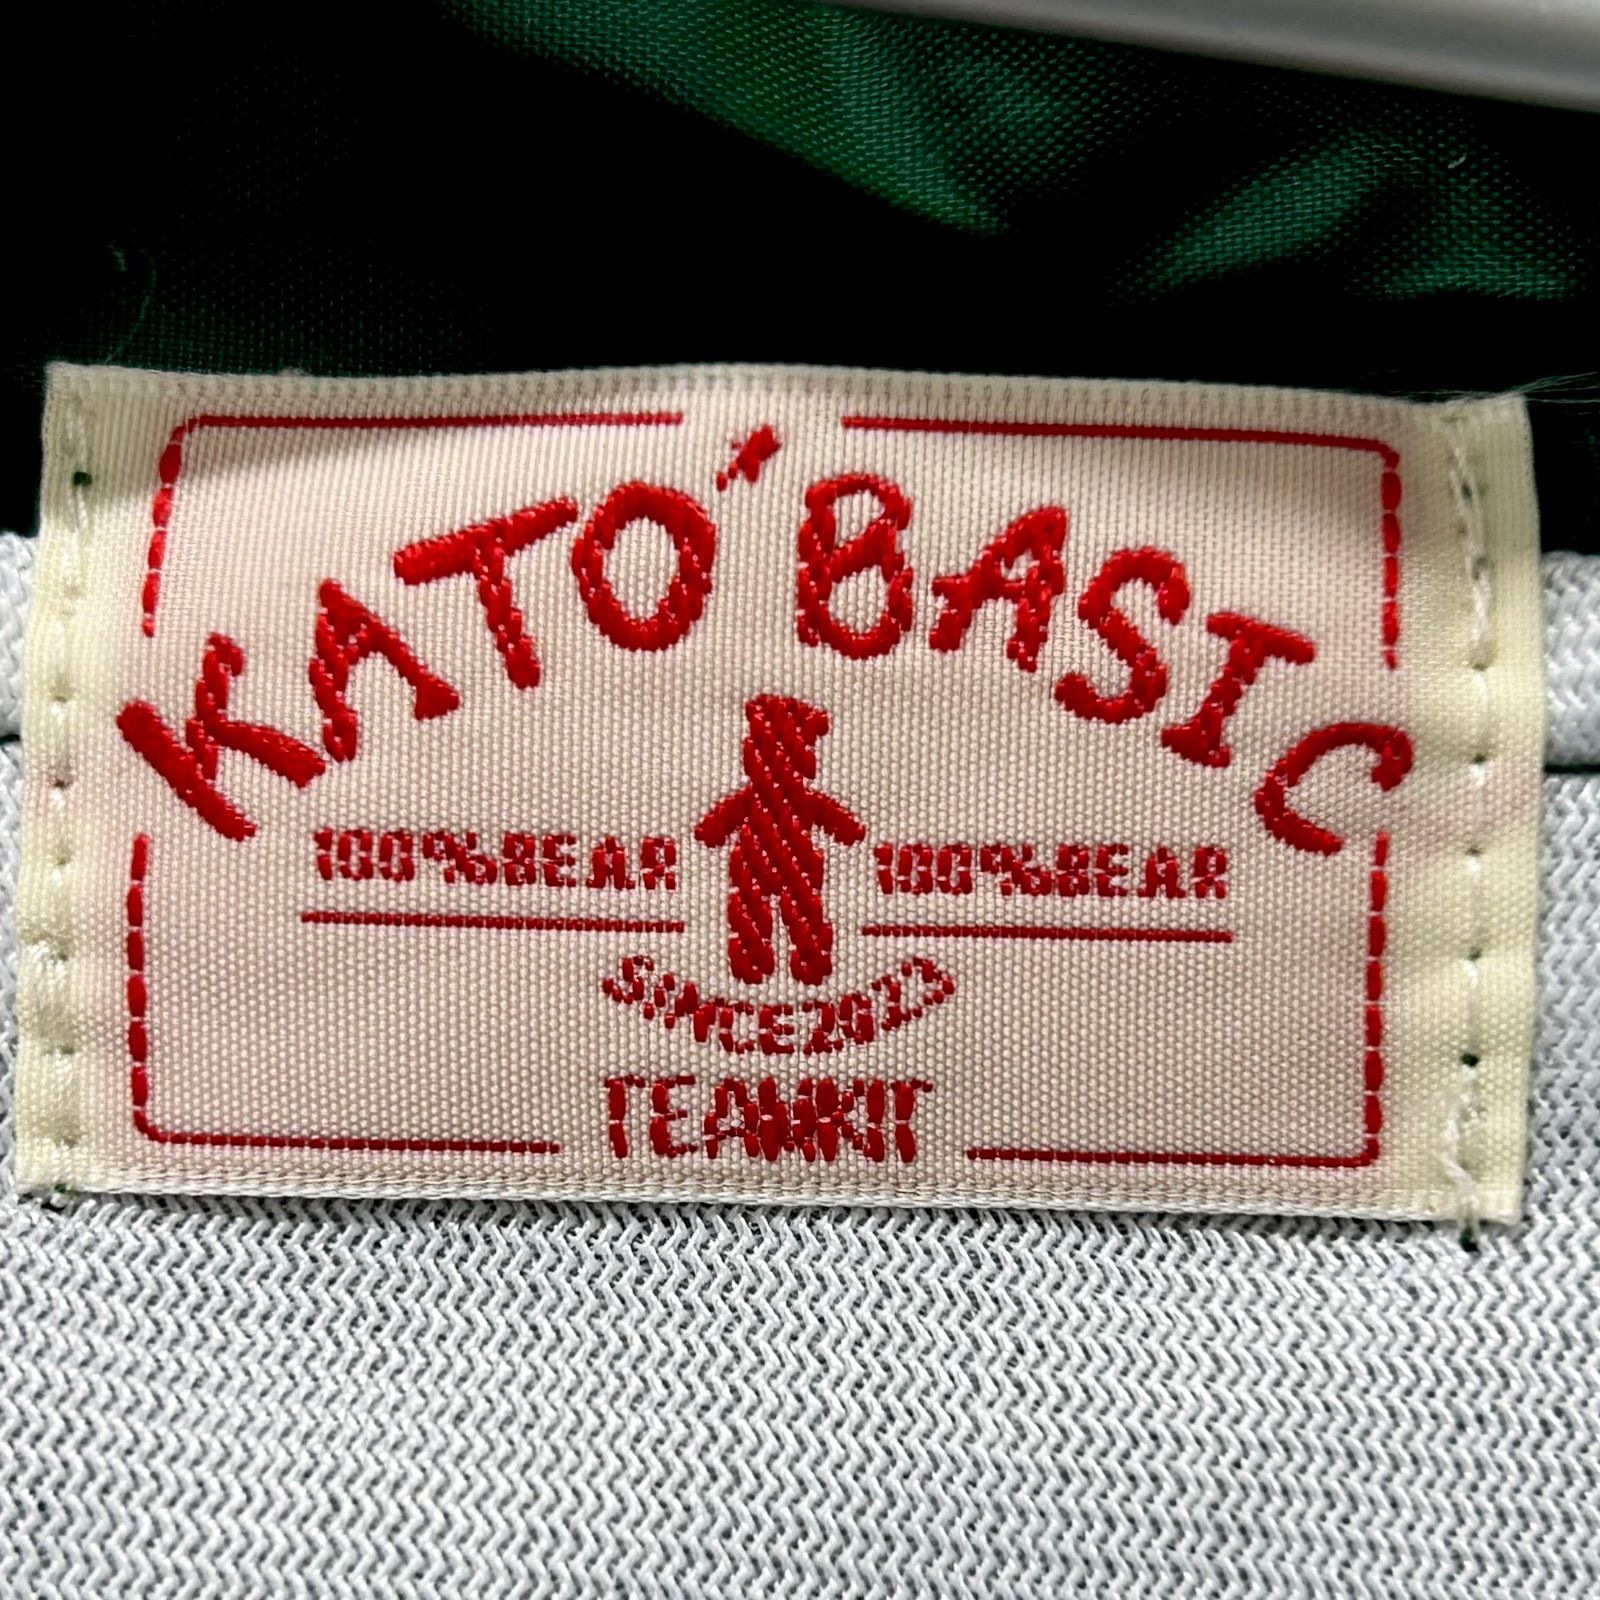 KATO' BASIC
100%BEAR 100%BEAR
SINCE2013
TEAMKIT